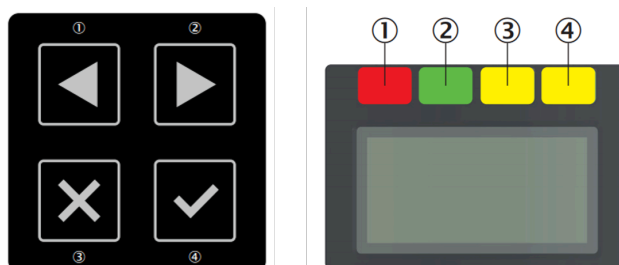 ① ②
③ ④
① ② ③ ④